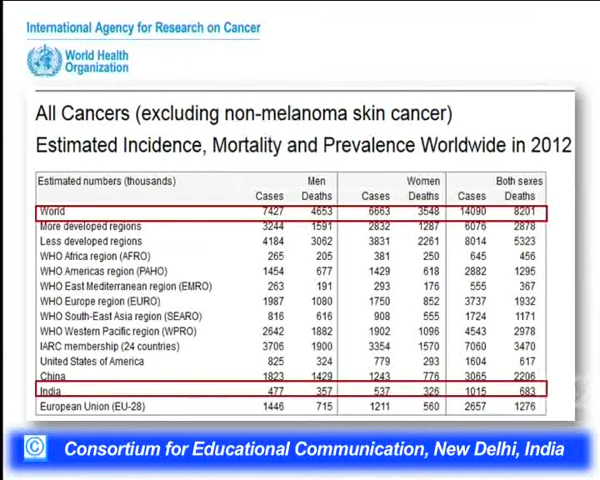 International Agency for Research on Cancer
World Health
Organization
All Cancers (excluding non-melanoma skin cancer)
Estimated Incidence, Mortality and Prevalence Worldwide in 2012
Estimated numbers (thousands) Men Women Both sexes
Cases Deaths Cases Deaths Cases Deaths
World 7427 4653 6663 3548 14090 8201
More developed regions 3244 1591 2832 1287 6076 2878
Less developed regions 4184 3062 3831 2261 8014 5323
WHO Africa region (AFRO) 265 205 381 250 645 456
WHO Americas region (PAHO) 1454 677 1429 618 2882 1295
WHO East Mediterranean region (EMRO) 263 191 293 176 555 367
WHO Europe region (EURO) 1987 1080 1750 852 3737 1932
WHO South-East Asia region (SEARO) 816 616 908 555 1724 1171
WHO Western Pacific region (WPRO) 2642 1882 1902 1096 4543 2978
IARC membership (24 countries) 3706 1900 3354 1570 7060 3470
United States of America 825 324 779 293 1604 617
China 1823 1429 1243 776 3065 2206
India 477 357 537 326 1015 683
European Union (EU-28) 1446 715 1211 560 2657 1276
© Consortium for Educational Communication, New Delhi, India